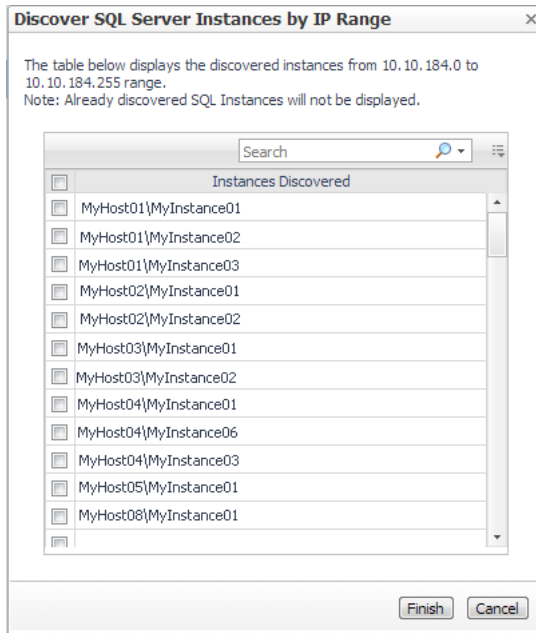 Discover SQL Server Instances by IP Range
The table below displays the discovered instances from 10.10.184.0 to
10.10.184.255 range.
Note: Already discovered SQL Instances will not be displayed.
Search
Instances Discovered
MyHost01\MyInstance01
MyHost01\MyInstance02
MyHost01\MyInstance03
MyHost02\MyInstance01
MyHost02\MyInstance02
MyHost03\MyInstance01
MyHost03\MyInstance02
MyHost04\MyInstance01
MyHost04\MyInstance06
MyHost04\MyInstance03
MyHost05\MyInstance01
MyHost08\MyInstance01
Finish Cancel